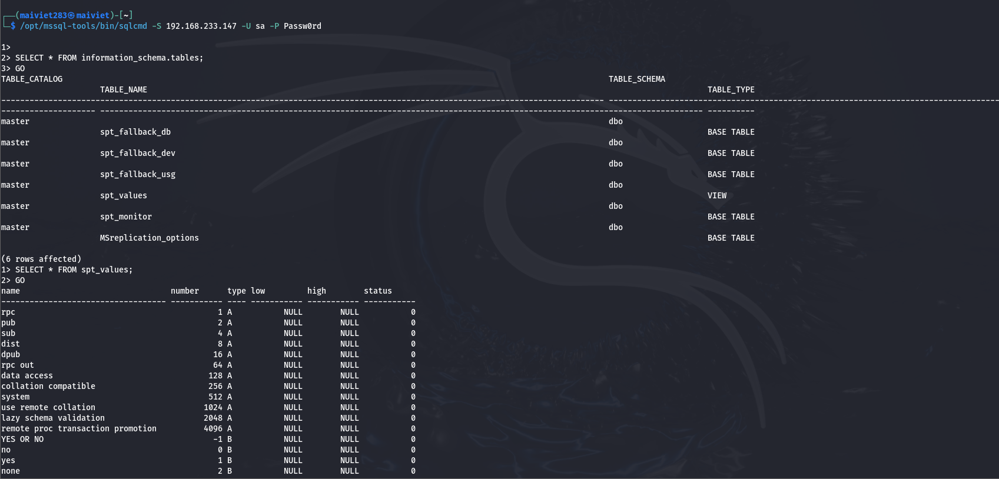 ┌──(maiviet283㉿maiviet)-[~]
└─$ /opt/mssql-tools/bin/sqlcmd -S 192.168.233.147 -U sa -P Passw0rd
1>
2> SELECT * FROM information_schema.tables;
3> GO
TABLE_CATALOG TABLE_SCHEMA
TABLE_NAME TABLE_TYPE
-------------------------------------------------------------------------------------------------------------------------------- -----------------------------------------------------------------------------------
-------------------- -------------------------------------------------------------------------------------------------------------------------------- ----------
master dbo
spt_fallback_db BASE TABLE
master dbo
spt_fallback_dev BASE TABLE
master dbo
spt_fallback_usg BASE TABLE
master dbo
spt_values VIEW
master dbo
spt_monitor BASE TABLE
master dbo
MSreplication_options BASE TABLE
(6 rows affected)
1> SELECT * FROM spt_values;
2> GO
name number type low high status
----------------------------------- ----------- ---- ----------- ----------- -----------
rpc 1 A NULL NULL 0
pub 2 A NULL NULL 0
sub 4 A NULL NULL 0
dist 8 A NULL NULL 0
dpub 16 A NULL NULL 0
rpc out 64 A NULL NULL 0
data access 128 A NULL NULL 0
collation compatible 256 A NULL NULL 0
system 512 A NULL NULL 0
use remote collation 1024 A NULL NULL 0
lazy schema validation 2048 A NULL NULL 0
remote proc transaction promotion 4096 A NULL NULL 0
YES OR NO -1 B NULL NULL 0
no 0 B NULL NULL 0
yes 1 B NULL NULL 0
none 2 B NULL NULL 0